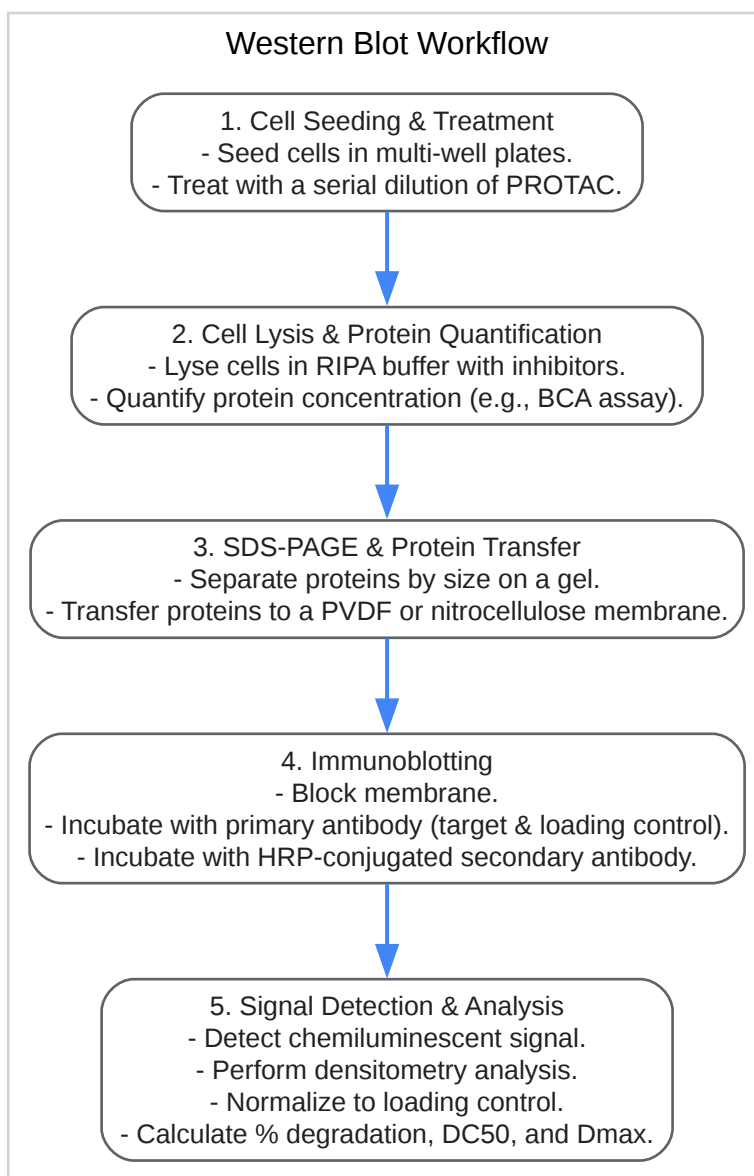 Western Blot Workflow
1. Cell Seeding & Treatment
- Seed cells in multi-well plates.
- Treat with a serial dilution of PROTAC.
2. Cell Lysis & Protein Quantification
- Lyse cells in RIPA buffer with inhibitors.
- Quantify protein concentration (e.g., BCA assay).
3. SDS-PAGE & Protein Transfer
- Separate proteins by size on a gel.
- Transfer proteins to a PVDF or nitrocellulose membrane.
4. Immunoblotting
- Block membrane.
- Incubate with primary antibody (target & loading control).
- Incubate with HRP-conjugated secondary antibody.
5. Signal Detection & Analysis
- Detect chemiluminescent signal.
- Perform densitometry analysis.
- Normalize to loading control.
- Calculate % degradation, DC50, and Dmax.